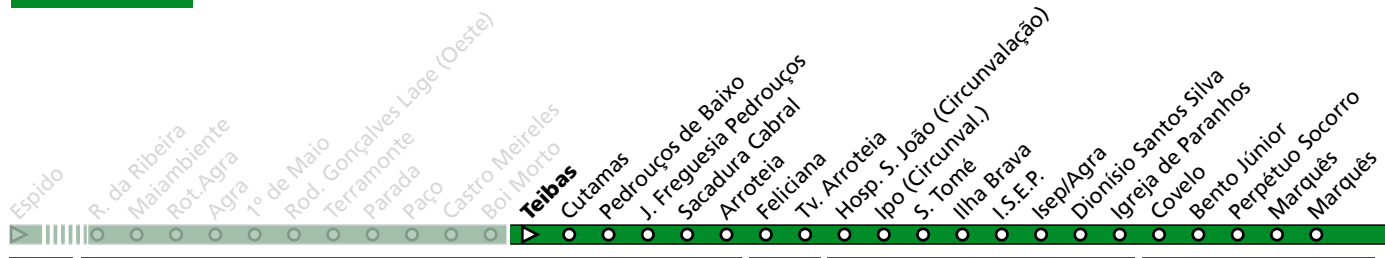 Espido
R. da Ribeira
Maiambiente
Rot.Agra
Agra
1º de Maio
Rod. Gonçalves Lage (Oeste)
Terramonte
Parada
Paço
Castro Meireles
Boi Morto
Teibas
Cutamas
Pedrouços de Baixo
J. Freguesia Pedrouços
Sacadura Cabral
Arroteia
Feliciana
Tv. Arroteia
Hosp. S. João (Circunvalação)
Ipo (Circunval.)
S. Tomé
Ilha Brava
I.S.E.P.
Isep/Agra
Dionísio Santos Silva
Igreja de Paranhos
Covelo
Bento Júnior
Perpétuo Socorro
Marquês
Marquês